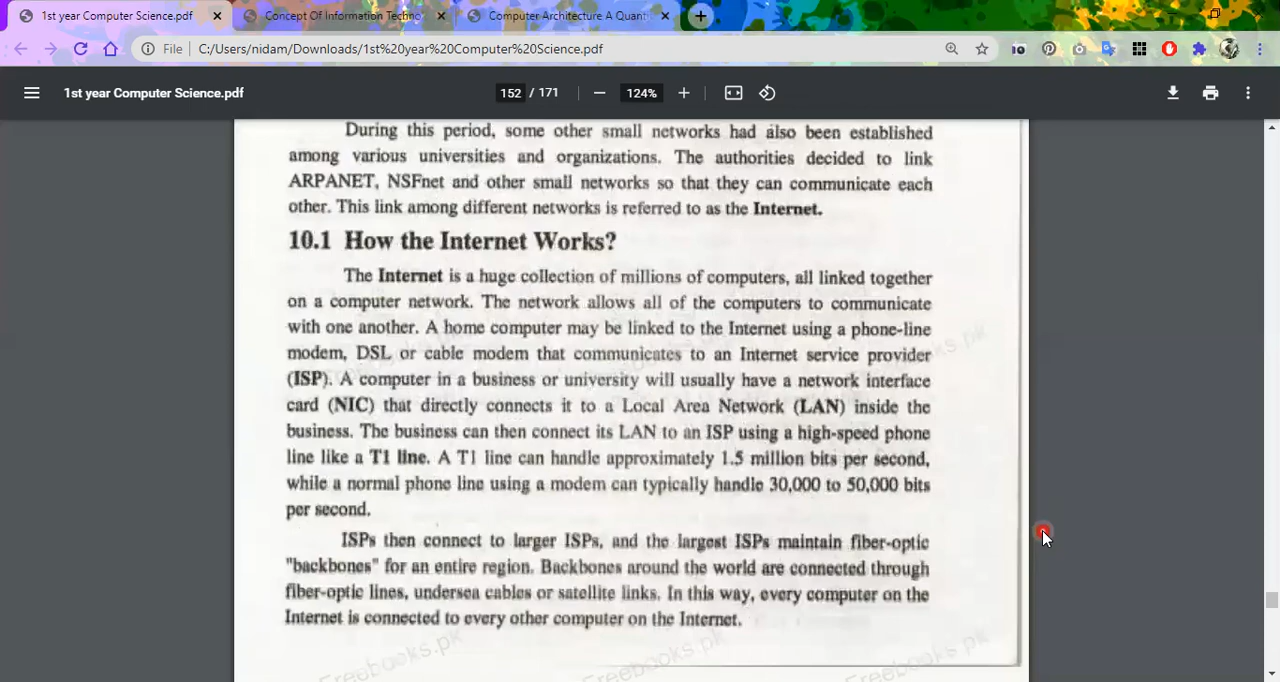 1st year Computer Science.pdf
Concept Of Information Techno
Computer Architecture A Quant
File C:/Users/nidam/Downloads/1st%20year%20Computer%20Science.pdf
1st year Computer Science.pdf
152 / 171
124%
During this period, some other small networks had also been established
among various universities and organizations. The authorities decided to link
ARPANET, NSFnet and other small networks so that they can communicate each
other. This link among different networks is referred to as the Internet.
10.1 How the Internet Works?
The Internet is a huge collection of millions of computers, all linked together
on a computer network. The network allows all of the computers to communicate
with one another. A home computer may be linked to the Internet using a phone-line
modem, DSL or cable modem that communicates to an Internet service provider
(ISP). A computer in a business or university will usually have a network interface
card (NIC) that directly connects it to a Local Area Network (LAN) inside the
business. The business can then connect its LAN to an ISP using a high-speed phone
line like a T1 line. A T1 line can handle approximately 1.5 million bits per second,
while a normal phone line using a modem can typically handle 30,000 to 50,000 bits
per second.
ISPs then connect to larger ISPs, and the largest ISPs maintain fiber-optic
"backbones" for an entire region. Backbones around the world are connected through
fiber-optic lines, undersea cables or satellite links. In this way, every computer on the
Internet is connected to every other computer on the Internet.
Freebooks.pk
Freebooks.pk
Freebooks.pk